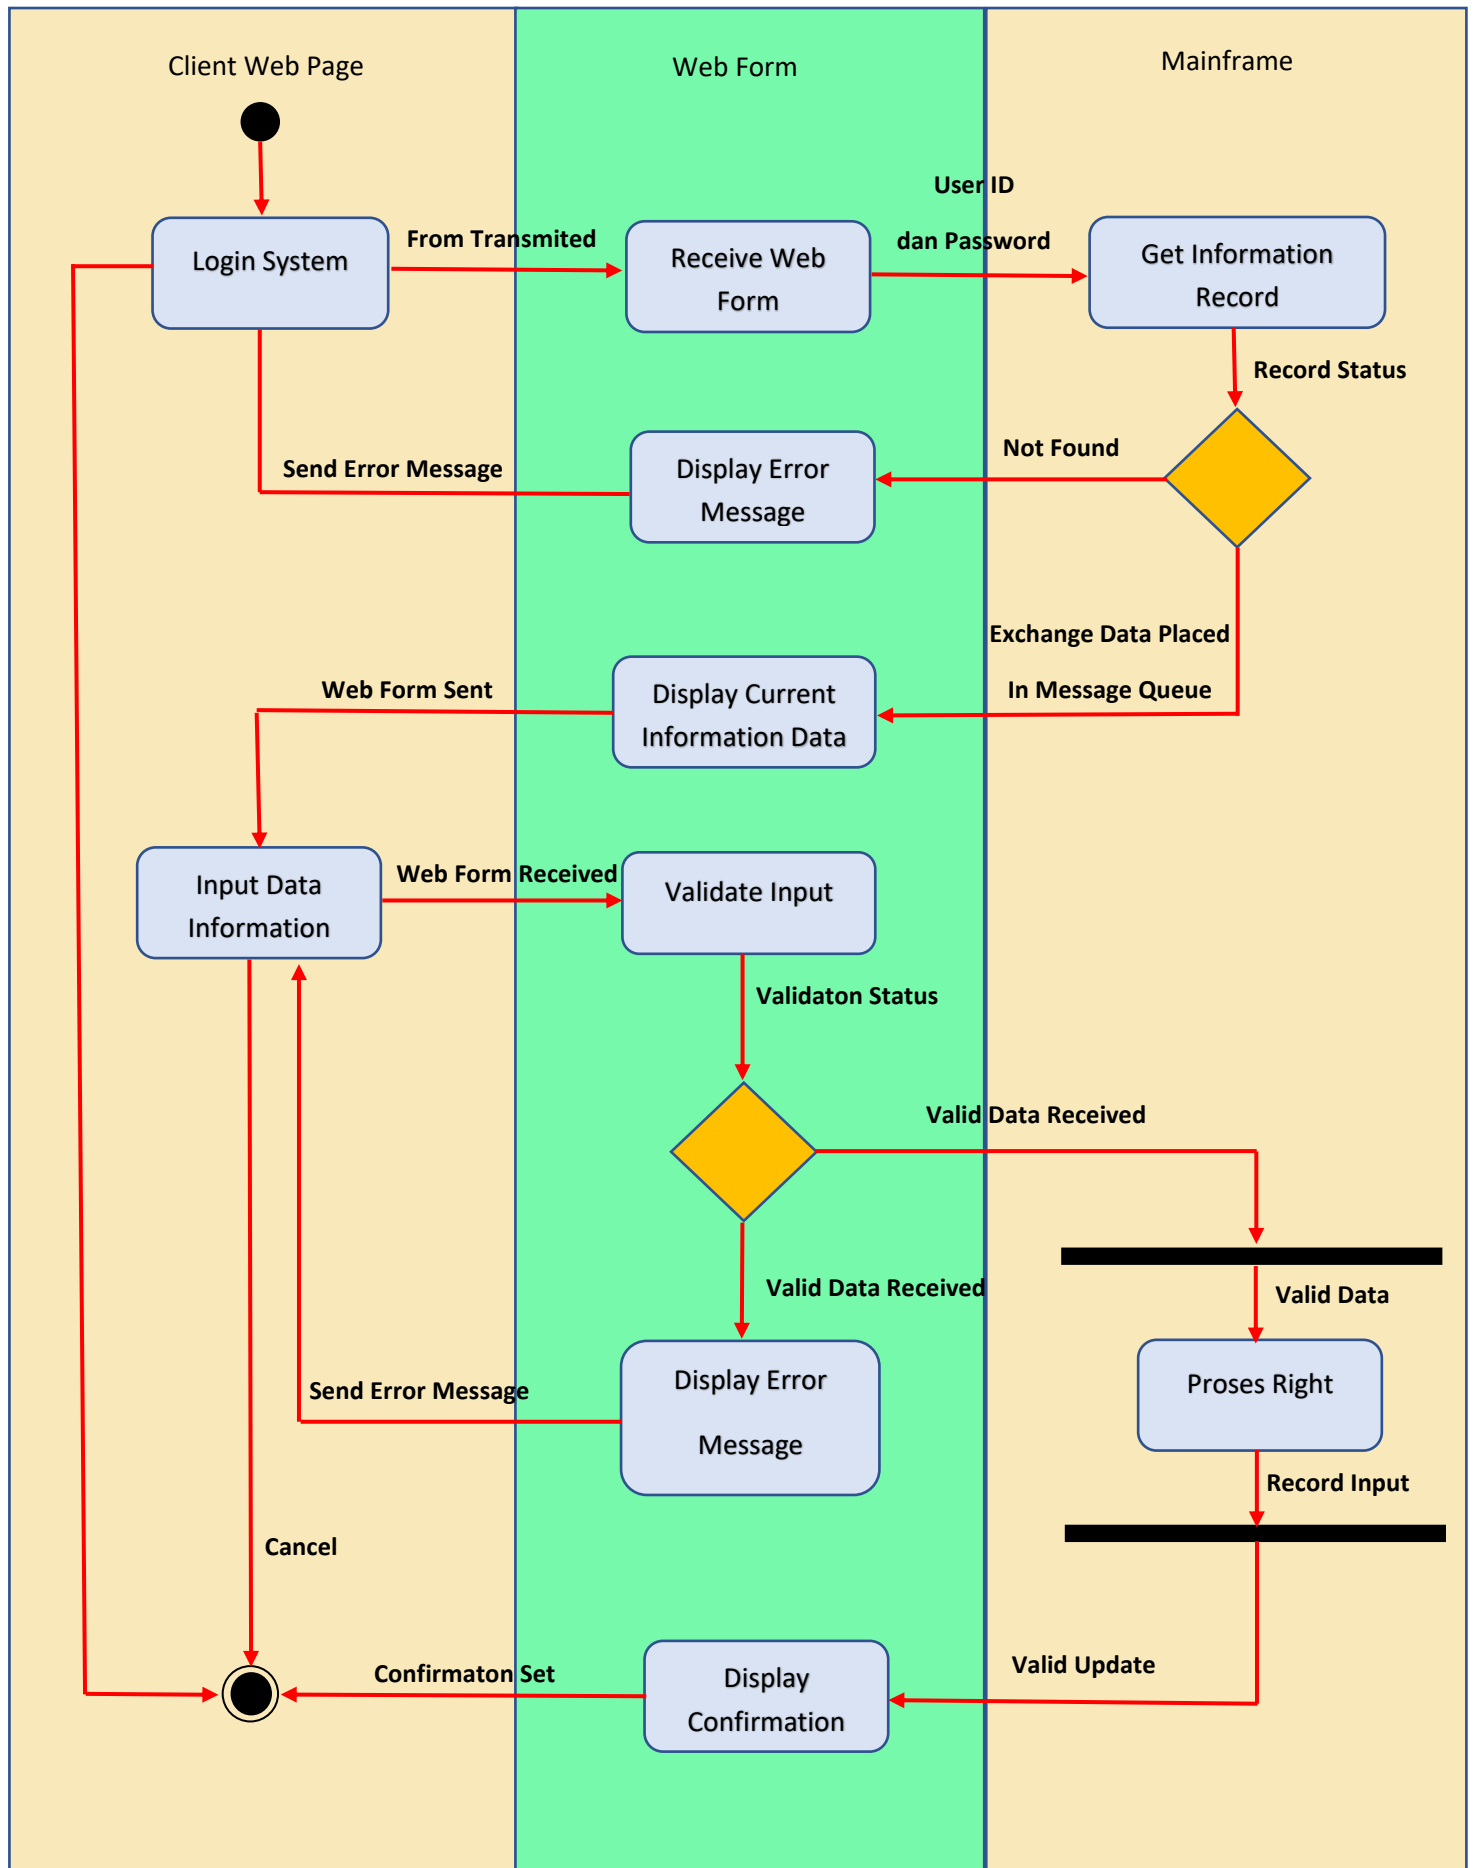 Client Web Page
Web Form
Mainframe
User ID
dan Password
From Transmited
Login System
Receive Web
Form
Get Information
Record
Record Status
Not Found
Send Error Message
Display Error
Message
Exchange Data Placed
In Message Queue
Web Form Sent
Display Current
Information Data
Input Data
Information
Web Form Received
Validate Input
Validaton Status
Valid Data Received
Valid Data Received
Valid Data
Send Error Message
Display Error
Message
Proses Right
Record Input
Cancel
Confirmaton Set
Display
Confirmation
Valid Update